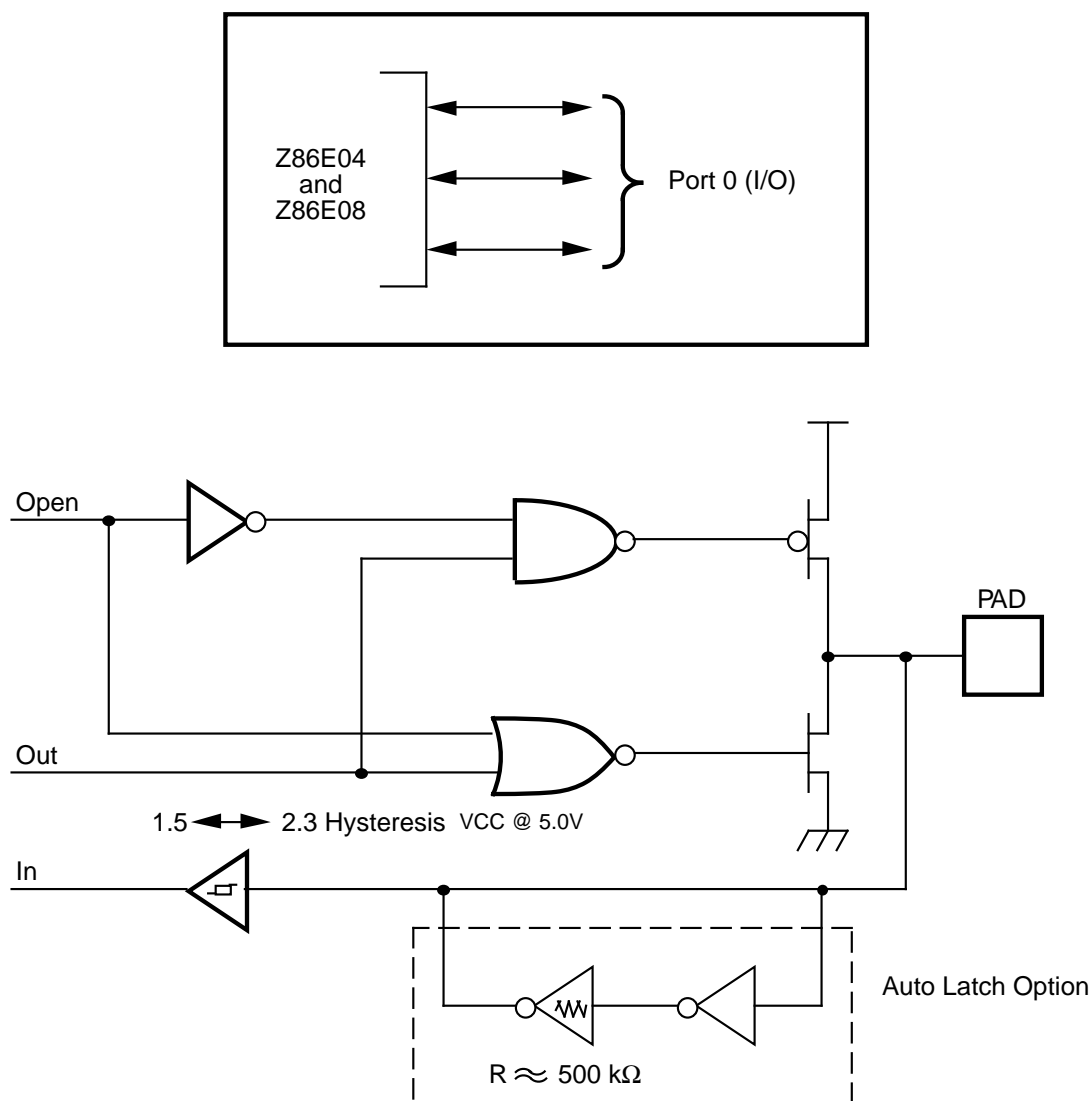 Z86E04
and
Z86E08
Port 0 (I/O)
Open
PAD
Out
1.5 2.3 Hysteresis VCC @ 5.0V
In
Auto Latch Option
R ≈ 500 kΩ